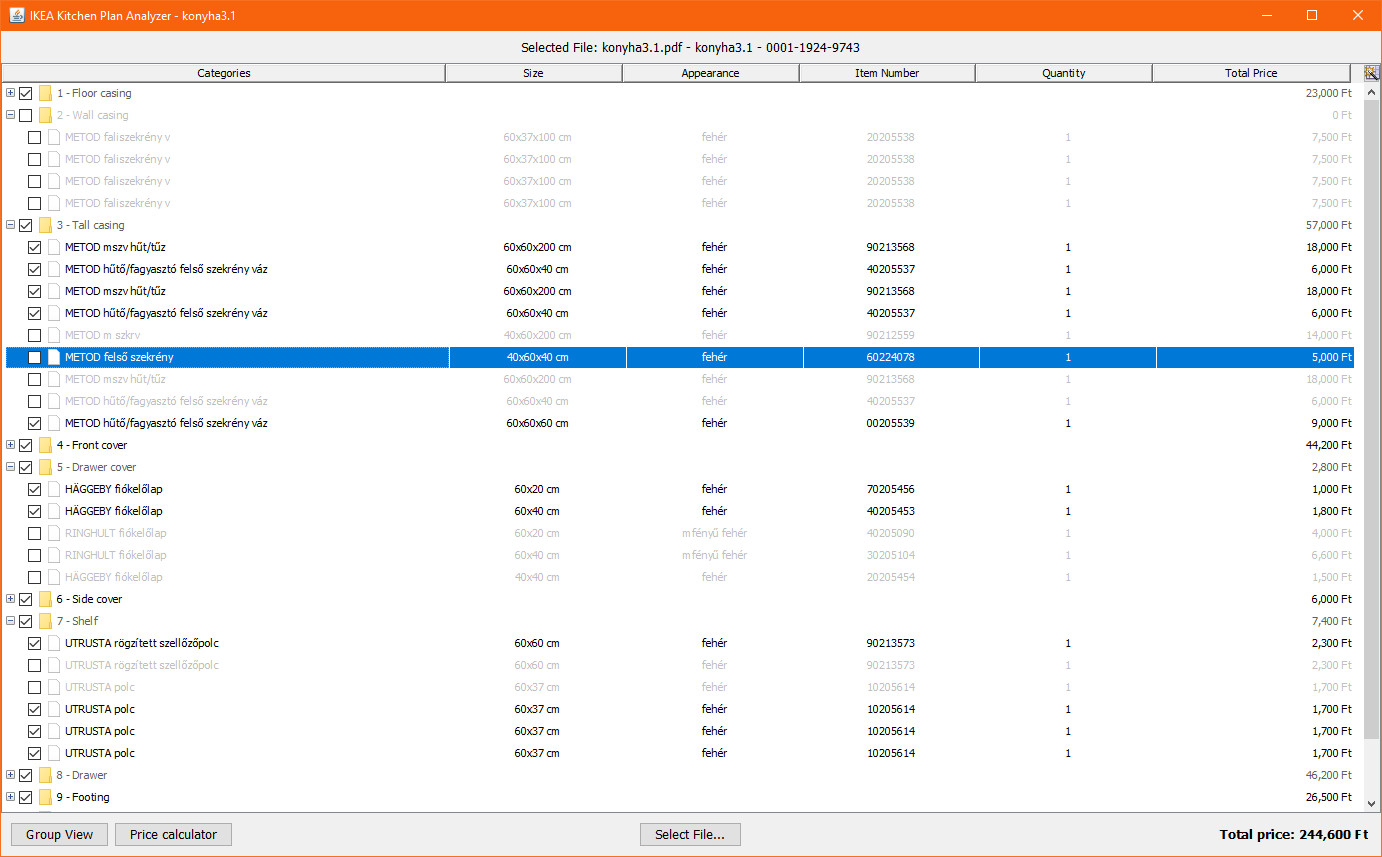 IKEA Kitchen Plan Analyzer - konyha3.1
Selected File: konyha3.1.pdf - konyha3.1 - 0001-1924-9743
Categories Size Appearance Item Number Quantity Total Price
1 - Floor casing 23,000 Ft
2 - Wall casing 0 Ft
METOD faliszekrény v 60x37x100 cm fehér 20205538 1 7,500 Ft
METOD faliszekrény v 60x37x100 cm fehér 20205538 1 7,500 Ft
METOD faliszekrény v 60x37x100 cm fehér 20205538 1 7,500 Ft
METOD faliszekrény v 60x37x100 cm fehér 20205538 1 7,500 Ft
3 - Tall casing 57,000 Ft
METOD mszv hűt/tűz 60x60x200 cm fehér 90213568 1 18,000 Ft
METOD hűtő/fagyasztó felső szekrény váz 60x60x40 cm fehér 40205537 1 6,000 Ft
METOD mszv hűt/tűz 60x60x200 cm fehér 90213568 1 18,000 Ft
METOD hűtő/fagyasztó felső szekrény váz 60x60x40 cm fehér 40205537 1 6,000 Ft
METOD m szkrv 40x60x200 cm fehér 90212559 1 14,000 Ft
METOD felső szekrény 40x60x40 cm fehér 60224078 1 5,000 Ft
METOD mszv hűt/tűz 60x60x200 cm fehér 90213568 1 18,000 Ft
METOD hűtő/fagyasztó felső szekrény váz 60x60x40 cm fehér 40205537 1 6,000 Ft
METOD hűtő/fagyasztó felső szekrény váz 60x60x60 cm fehér 00205539 1 9,000 Ft
4 - Front cover 44,200 Ft
5 - Drawer cover 2,800 Ft
HÄGGEBY fiókelőlap 60x20 cm fehér 70205456 1 1,000 Ft
HÄGGEBY fiókelőlap 60x40 cm fehér 40205453 1 1,800 Ft
RINGHULT fiókelőlap 60x20 cm mfényű fehér 40205090 1 4,000 Ft
RINGHULT fiókelőlap 60x40 cm mfényű fehér 30205104 1 6,600 Ft
HÄGGEBY fiókelőlap 40x40 cm fehér 20205454 1 1,500 Ft
6 - Side cover 6,000 Ft
7 - Shelf 7,400 Ft
UTRUSTA rögzített szellőzőpolc 60x60 cm fehér 90213573 1 2,300 Ft
UTRUSTA rögzített szellőzőpolc 60x60 cm fehér 90213573 1 2,300 Ft
UTRUSTA polc 60x37 cm fehér 10205614 1 1,700 Ft
UTRUSTA polc 60x37 cm fehér 10205614 1 1,700 Ft
UTRUSTA polc 60x37 cm fehér 10205614 1 1,700 Ft
UTRUSTA polc 60x37 cm fehér 10205614 1 1,700 Ft
8 - Drawer 46,200 Ft
9 - Footing 26,500 Ft
Group View Price calculator Select File... Total price: 244,600 Ft